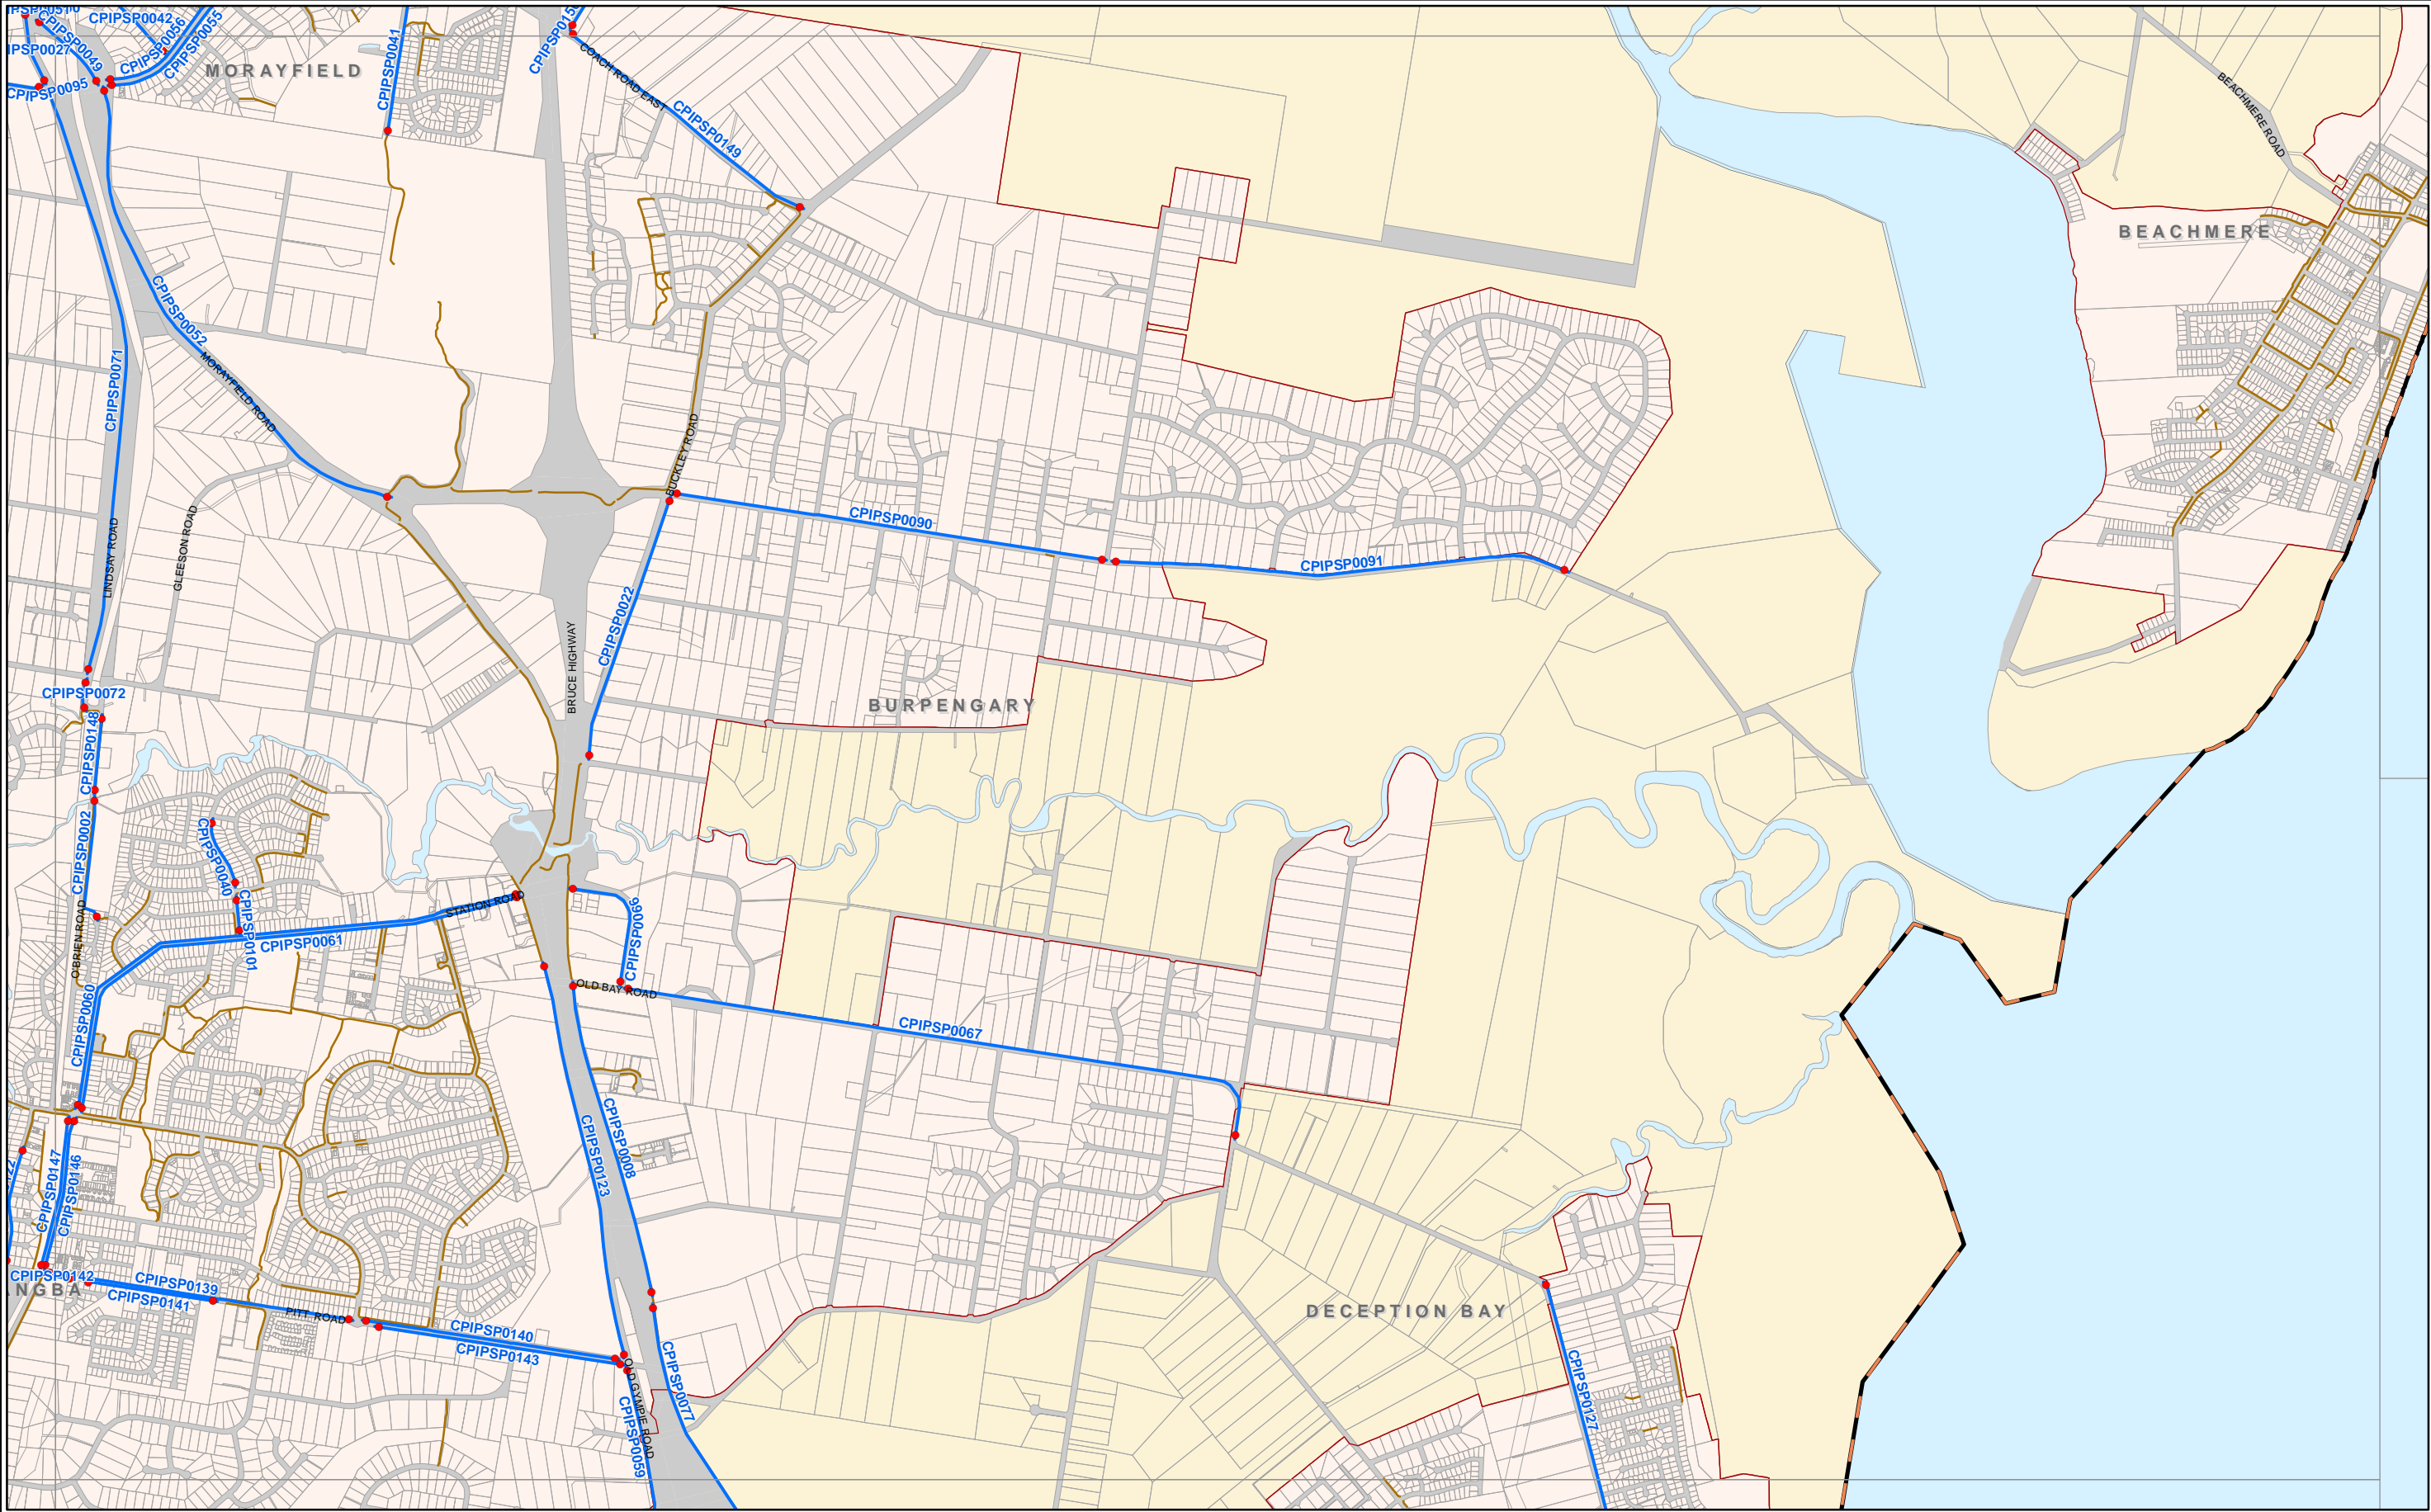 CPIPSP0042
CPIPSP0056
CPIPSP0055
CPIPSP0049
CPIPSP0095
MORAYFIELD
CPIPSP0041
COACH ROAD EAST
CPIPSP0149
BEACHMERE ROAD
BEACHMERE
CPIPSP0052
CPIPSP0071
MORAYFIELD ROAD
BUCKLEY ROAD
CPIPSP0090
CPIPSP0091
LINDSAY ROAD
GLEESON ROAD
CPIPSP0022
BRUCE HIGHWAY
CPIPSP0072
BURPENGARY
CPIPSP0148
CPIPSP0002
CPIPSP0040
CPIPSP0101
STATION ROAD
CPIPSP0061
O'BRIEN ROAD
CPIPSP0066
OLD BAY ROAD
CPIPSP0060
CPIPSP0067
CPIPSP0008
CPIPSP0123
CPIPSP0147
CPIPSP0146
CPIPSP0142
NGBA
CPIPSP0139
CPIPSP0141
PITT ROAD
CPIPSP0140
CPIPSP0143
DECEPTION BAY
OLD GYMPIE ROAD
CPIPSP0077
CPIPSP0059
CPIPSP0127